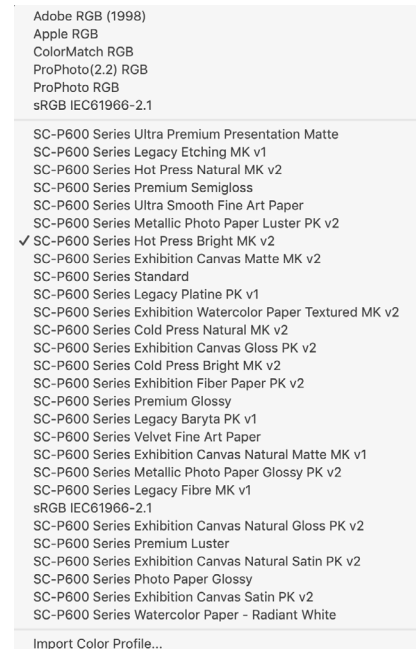 Adobe RGB (1998)
Apple RGB
ColorMatch RGB
ProPhoto(2.2) RGB
ProPhoto RGB
sRGB IEC61966-2.1
SC-P600 Series Ultra Premium Presentation Matte
SC-P600 Series Legacy Etching MK v1
SC-P600 Series Hot Press Natural MK v2
SC-P600 Series Premium Semigloss
SC-P600 Series Ultra Smooth Fine Art Paper
SC-P600 Series Metallic Photo Paper Luster PK v2
✓ SC-P600 Series Hot Press Bright MK v2
SC-P600 Series Exhibition Canvas Matte MK v2
SC-P600 Series Standard
SC-P600 Series Legacy Platine PK v1
SC-P600 Series Exhibition Watercolor Paper Textured MK v2
SC-P600 Series Cold Press Natural MK v2
SC-P600 Series Exhibition Canvas Gloss PK v2
SC-P600 Series Cold Press Bright MK v2
SC-P600 Series Exhibition Fiber Paper PK v2
SC-P600 Series Premium Glossy
SC-P600 Series Legacy Baryta PK v1
SC-P600 Series Velvet Fine Art Paper
SC-P600 Series Exhibition Canvas Natural Matte MK v1
SC-P600 Series Metallic Photo Paper Glossy PK v2
SC-P600 Series Legacy Fibre MK v1
sRGB IEC61966-2.1
SC-P600 Series Exhibition Canvas Natural Gloss PK v2
SC-P600 Series Premium Luster
SC-P600 Series Exhibition Canvas Natural Satin PK v2
SC-P600 Series Photo Paper Glossy
SC-P600 Series Exhibition Canvas Satin PK v2
SC-P600 Series Watercolor Paper - Radiant White
Import Color Profile...